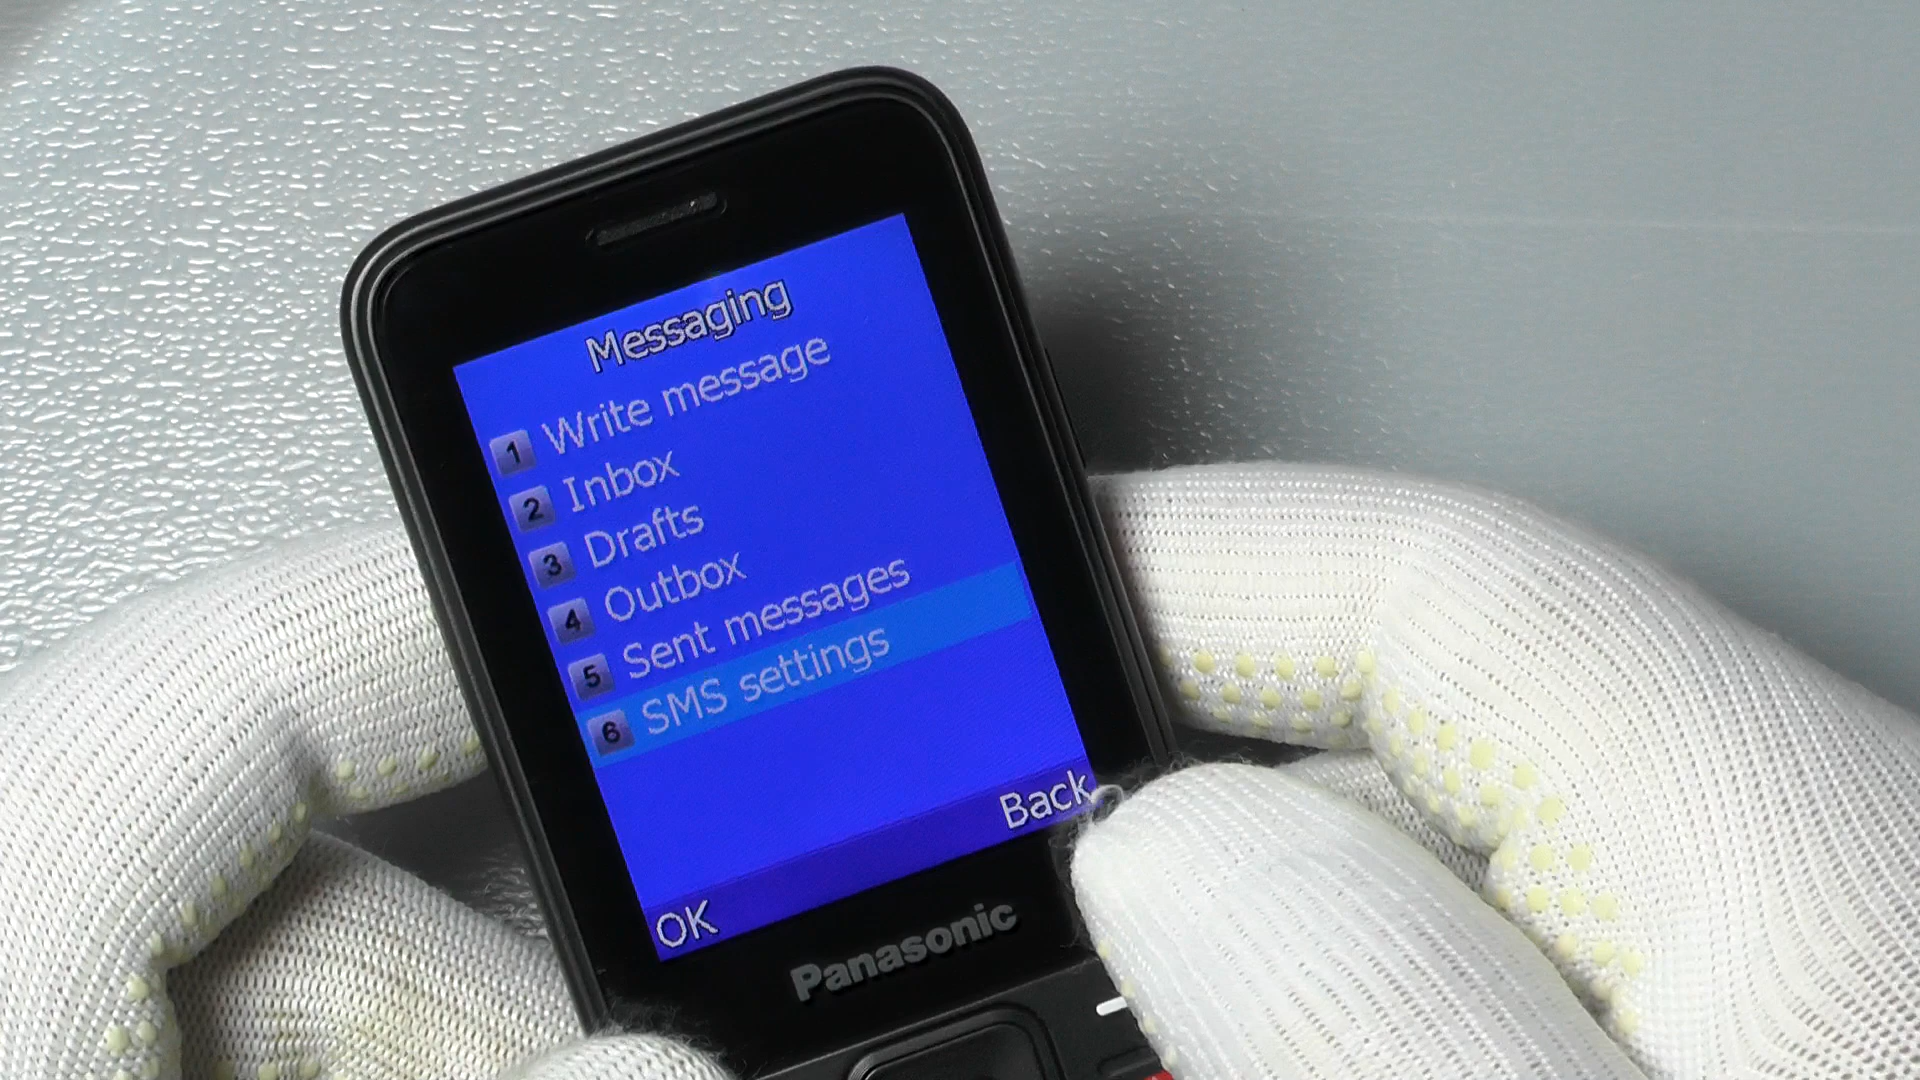 Messaging
1 Write message
2 Inbox
3 Drafts
4 Outbox
5 Sent messages
6 SMS settings
OK Back
Panasonic